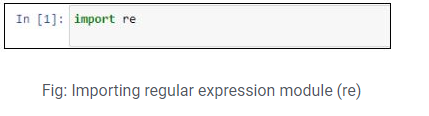 In [1]: import re
Fig: Importing regular expression module (re)